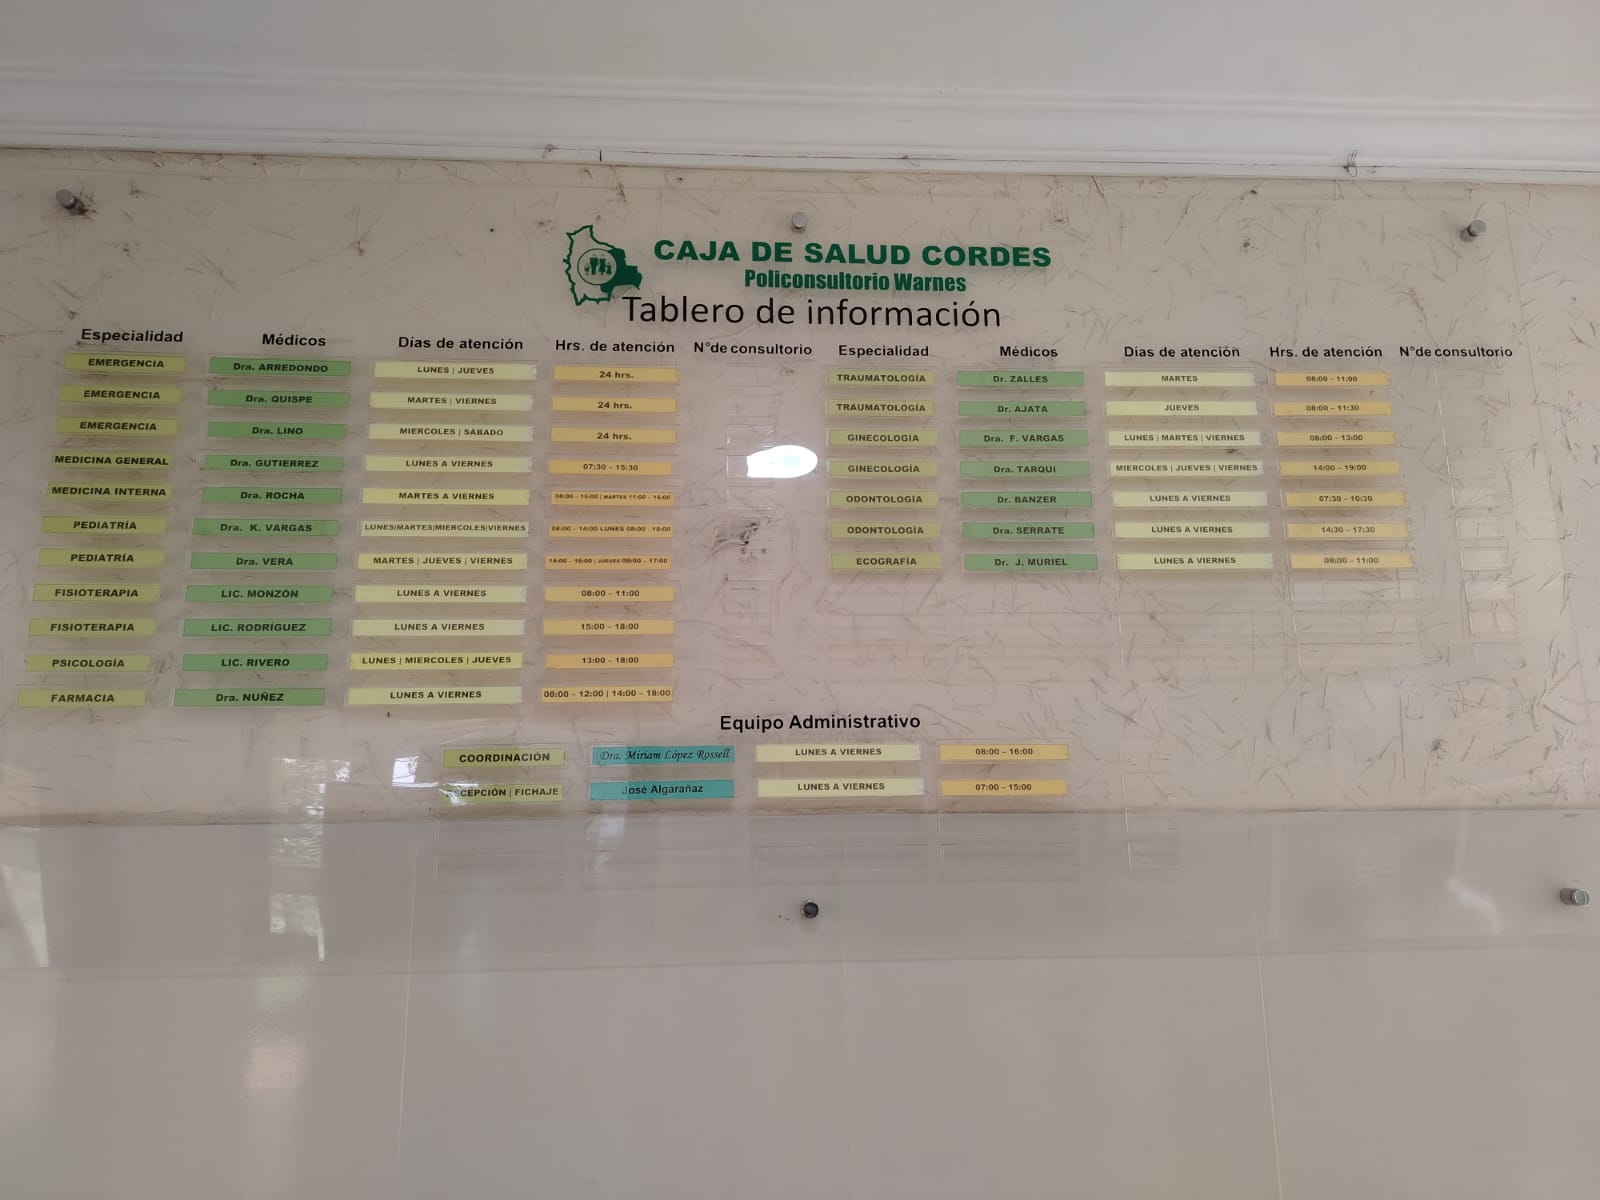 CAJA DE SALUD CORDES
Policonsultorio Warnes
Tablero de información
Especialidad Médicos Días de atención Hrs. de atención N°de consultorio
EMERGENCIA Dra. ARREDONDO LUNES | JUEVES 24 hrs.
EMERGENCIA Dra. QUISPE MARTES | VIERNES 24 hrs.
EMERGENCIA Dra. LINO MIERCOLES | SÁBADO 24 hrs.
MEDICINA GENERAL Dra. GUTIERREZ LUNES A VIERNES 07:30 – 15:30
MEDICINA INTERNA Dra. ROCHA MARTES A VIERNES
PEDIATRÍA Dra. K. VARGAS LUNES|MARTES|MIERCOLES|VIERNES
PEDIATRÍA Dra. VERA MARTES | JUEVES | VIERNES
FISIOTERAPIA LIC. MONZÓN LUNES A VIERNES 08:00 – 11:00
FISIOTERAPIA LIC. RODRÍGUEZ LUNES A VIERNES 15:00 – 18:00
PSICOLOGÍA LIC. RIVERO LUNES | MIERCOLES | JUEVES 13:00 – 18:00
FARMACIA Dra. NUÑEZ LUNES A VIERNES 08:00 – 12:00 | 14:00 – 18:00
Especialidad Médicos Días de atención Hrs. de atención N°de consultorio
TRAUMATOLOGÍA Dr. ZALLES MARTES 08:00 – 11:00
TRAUMATOLOGÍA Dr. AJATA JUEVES 08:00 – 11:30
GINECOLOGÍA Dra. F. VARGAS LUNES | MARTES | VIERNES 08:00 – 13:00
GINECOLOGÍA Dra. TARQUI MIERCOLES | JUEVES | VIERNES 14:00 – 19:00
ODONTOLOGÍA Dr. BANZER LUNES A VIERNES 07:30 – 10:30
ODONTOLOGÍA Dra. SERRATE LUNES A VIERNES 14:30 – 17:30
ECOGRAFÍA Dr. J. MURIEL LUNES A VIERNES 08:00 – 11:00
Equipo Administrativo
COORDINACIÓN Dra. Miriam López Rossell LUNES A VIERNES 08:00 – 16:00
RECEPCIÓN | FICHAJE José Algarañaz LUNES A VIERNES 07:00 – 15:00